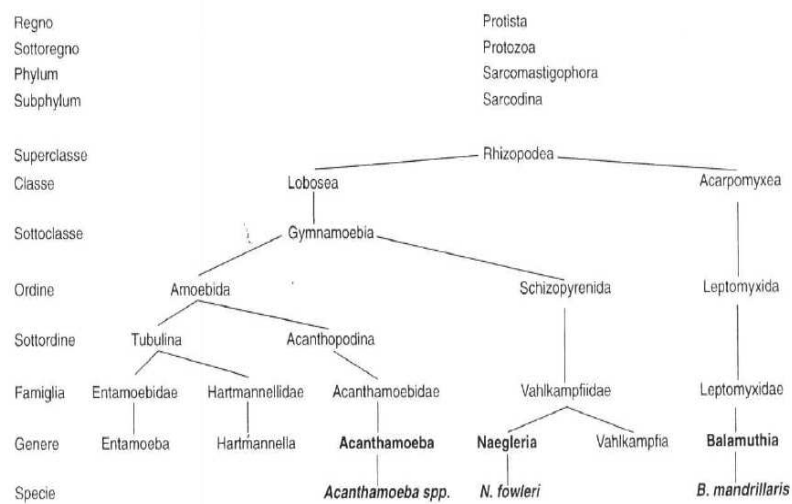 Regno Protista
Sottoregno Protozoa
Phylum Sarcomastigophora
Subphylum Sarcodina
Superclasse Rhizopodea
Classe Lobosea Acarpomyxea
Sottoclasse Gymnamoebia
Ordine Amoebida Schizopyrenida Leptomyxida
Sottordine Tubulina Acanthopodina
Famiglia Entamoebidae Hartmannellidae Acanthamoebidae Vahlkampfiidae Leptomyxidae
Genere Entamoeba Hartmannella Acanthamoeba Naegleria Vahlkampfia Balamuthia
Specie Acanthamoeba spp. N. fowleri B. mandrillaris